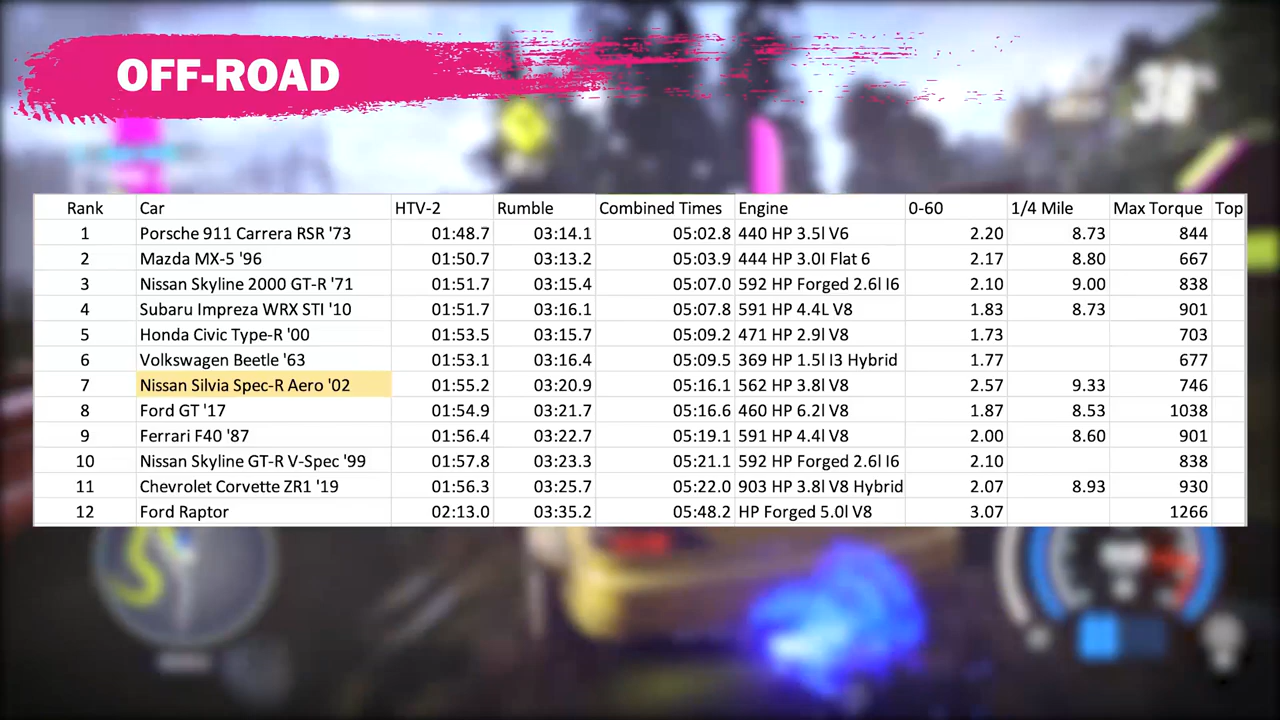 OFF-ROAD
38
Rank Car HTV-2 Rumble Combined Times Engine 0-60 1/4 Mile Max Torque Top
1 Porsche 911 Carrera RSR '73 01:48.7 03:14.1 05:02.8 440 HP 3.5l V6 2.20 8.73 844
2 Mazda MX-5 '96 01:50.7 03:13.2 05:03.9 444 HP 3.0l Flat 6 2.17 8.80 667
3 Nissan Skyline 2000 GT-R '71 01:51.7 03:15.4 05:07.0 592 HP Forged 2.6l I6 2.10 9.00 838
4 Subaru Impreza WRX STI '10 01:51.7 03:16.1 05:07.8 591 HP 4.4L V8 1.83 8.73 901
5 Honda Civic Type-R '00 01:53.5 03:15.7 05:09.2 471 HP 2.9l V8 1.73 703
6 Volkswagen Beetle '63 01:53.1 03:16.4 05:09.5 369 HP 1.5l I3 Hybrid 1.77 677
7 Nissan Silvia Spec-R Aero '02 01:55.2 03:20.9 05:16.1 562 HP 3.8l V8 2.57 9.33 746
8 Ford GT '17 01:54.9 03:21.7 05:16.6 460 HP 6.2l V8 1.87 8.53 1038
9 Ferrari F40 '87 01:56.4 03:22.7 05:19.1 591 HP 4.4l V8 2.00 8.60 901
10 Nissan Skyline GT-R V-Spec '99 01:57.8 03:23.3 05:21.1 592 HP Forged 2.6l I6 2.10 838
11 Chevrolet Corvette ZR1 '19 01:56.3 03:25.7 05:22.0 903 HP 3.8l V8 Hybrid 2.07 8.93 930
12 Ford Raptor 02:13.0 03:35.2 05:48.2 HP Forged 5.0l V8 3.07 1266